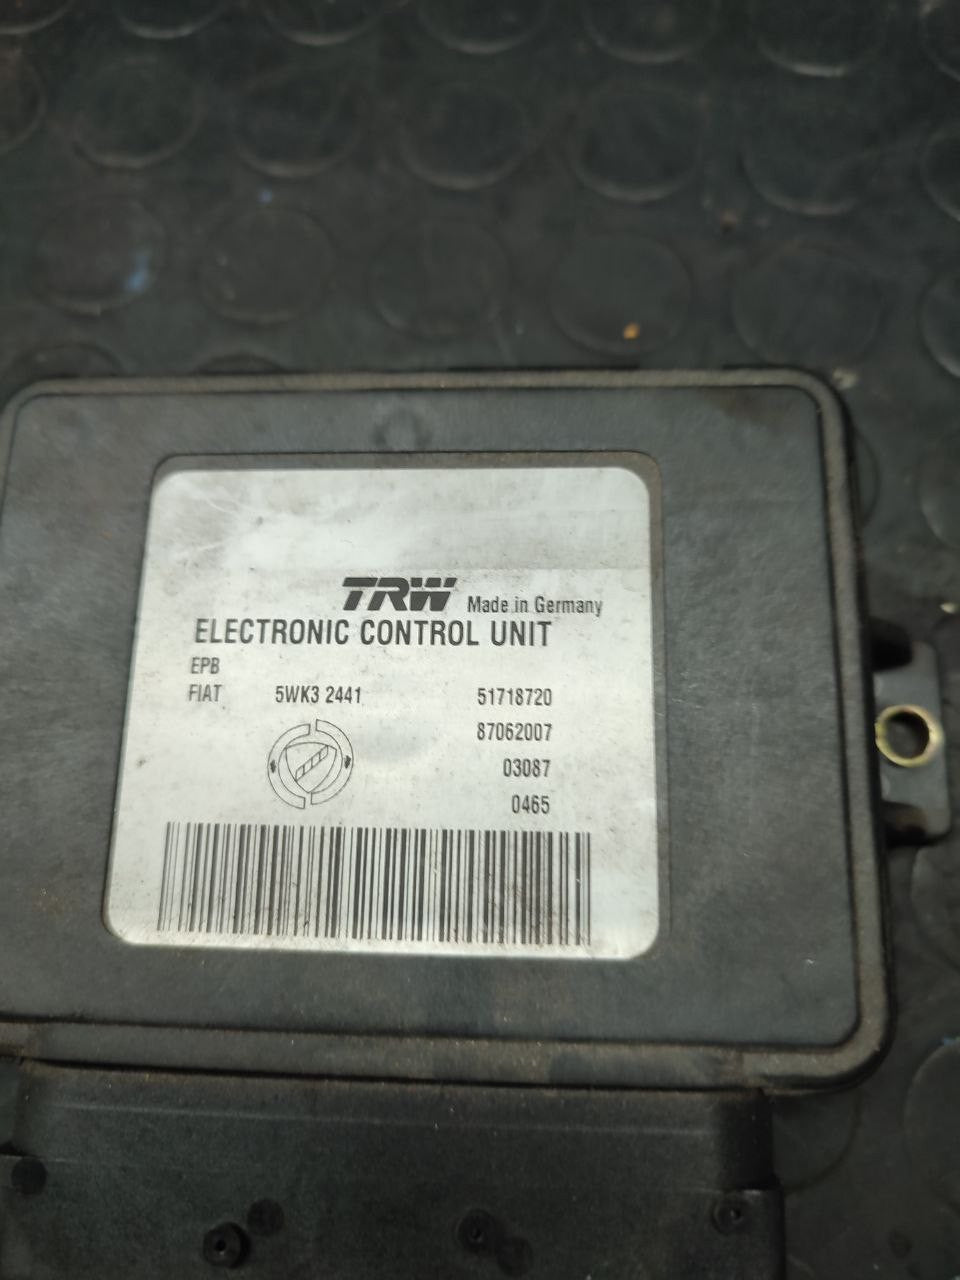 TRW Made in Germany
ELECTRONIC CONTROL UNIT
EPB
FIAT 5WK3 2441 51718720
87062007
03087
0465